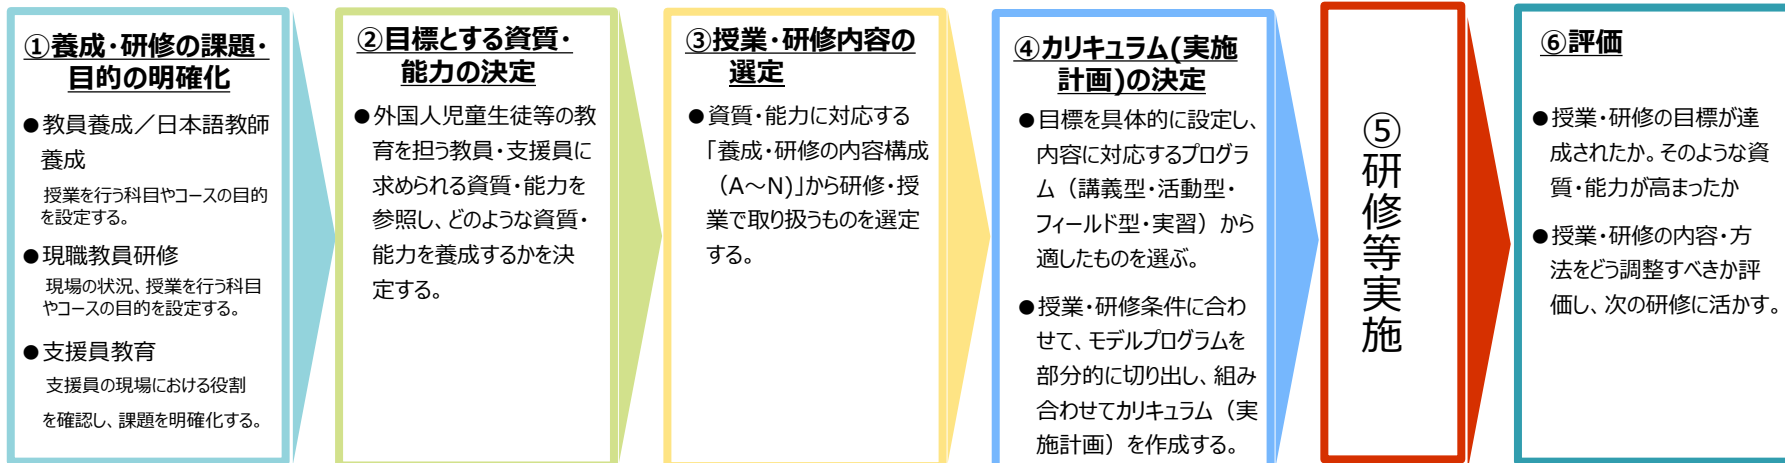 ①養成・研修の課題・
目的の明確化
●教員養成／日本語教師
養成
授業を行う科目やコースの目的
を設定する。
●現職教員研修
現場の状況、授業を行う科目
やコースの目的を設定する。
●支援員教育
支援員の現場における役割
を確認し、課題を明確化する。
②目標とする資質・
能力の決定
●外国人児童生徒等の教
育を担う教員・支援員に
求められる資質・能力を
参照し、どのような資質・
能力を養成するかを決
定する。
③授業・研修内容の
選定
●資質・能力に対応する
「養成・研修の内容構成
（A～N)」から研修・授
業で取り扱うものを選定
する。
④カリキュラム(実施
計画)の決定
●目標を具体的に設定し、
内容に対応するプログラ
ム（講義型・活動型・
フィールド型・実習）から
適したものを選ぶ。
●授業・研修条件に合わ
せて、モデルプログラムを
部分的に切り出し、組み
合わせてカリキュラム（実
施計画）を作成する。
⑤研修等実施
⑥評価
●授業・研修の目標が達
成されたか。そのような資
質・能力が高まったか
●授業・研修の内容・方
法をどう調整すべきか評
価し、次の研修に活かす。